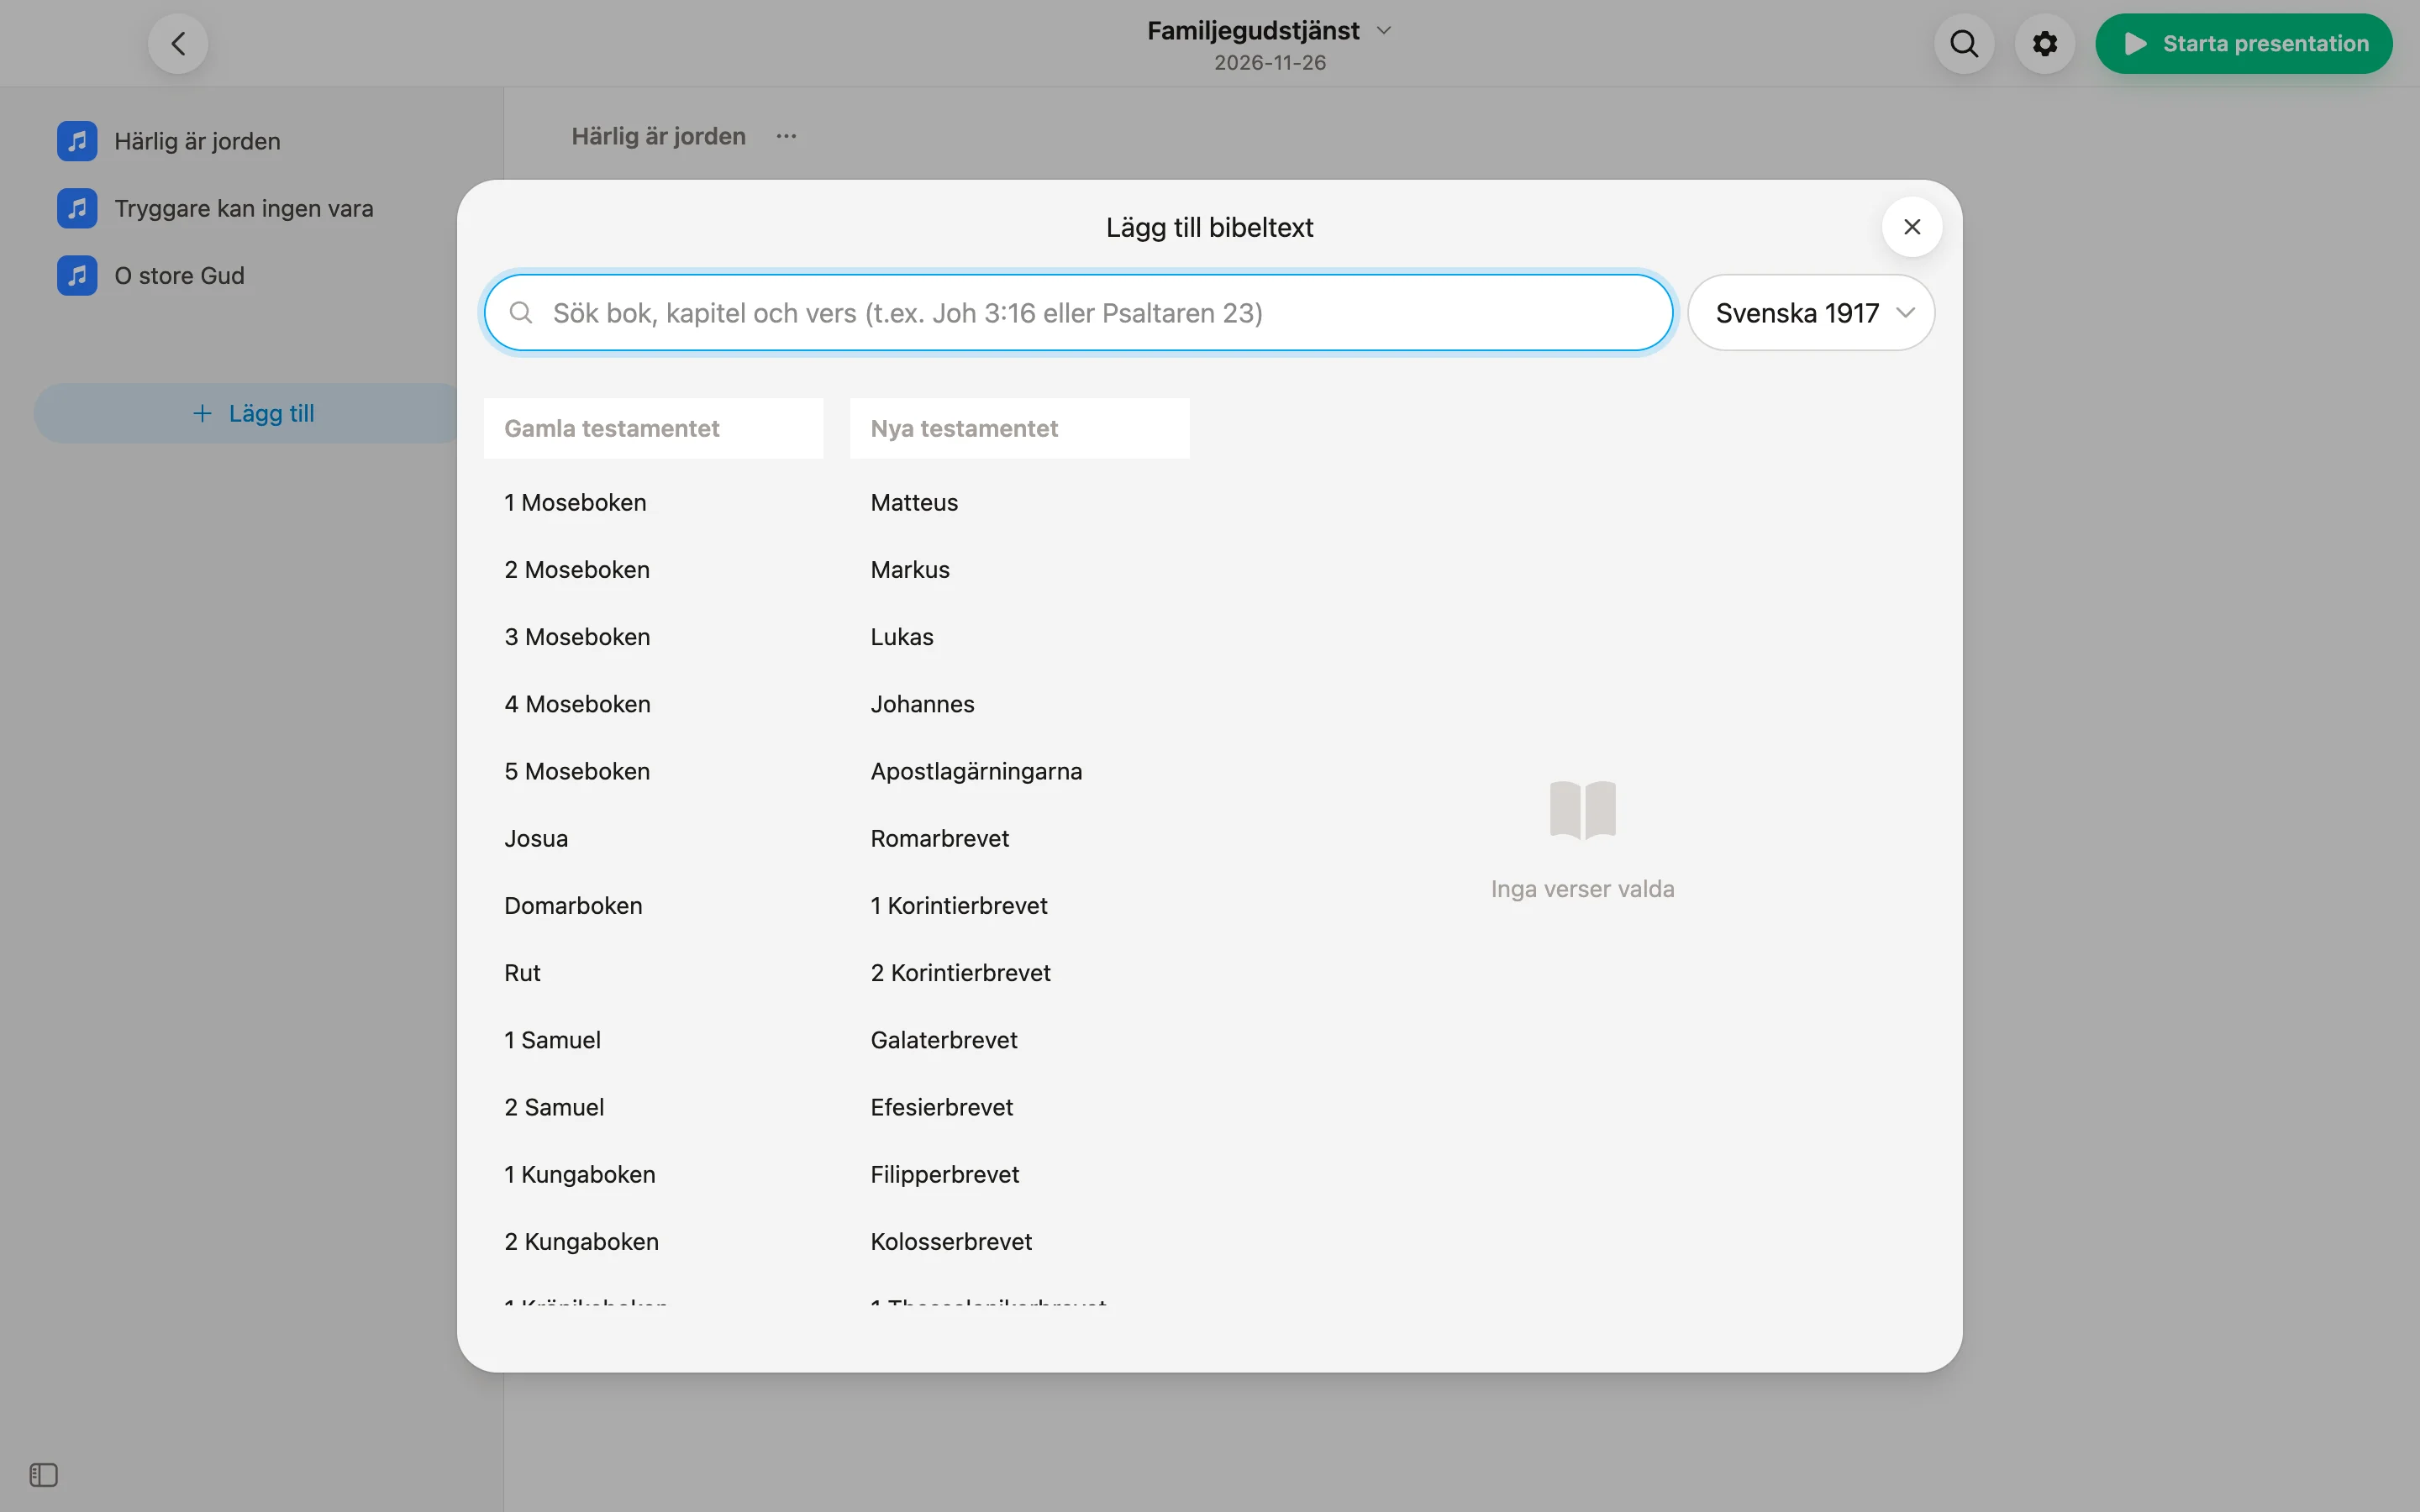 Familjegudstjänst
2026-11-26
Starta presentation
Härlig är jorden
Tryggare kan ingen vara
O store Gud
Lägg till
Härlig är jorden
Lägg till bibeltext
Sök bok, kapitel och vers (t.ex. Joh 3:16 eller Psaltaren 23)
Svenska 1917
Gamla testamentet
1 Moseboken
2 Moseboken
3 Moseboken
4 Moseboken
5 Moseboken
Josua
Domarboken
Rut
1 Samuel
2 Samuel
1 Kungaboken
2 Kungaboken
Nya testamentet
Matteus
Markus
Lukas
Johannes
Apostlagärningarna
Romarbrevet
1 Korintierbrevet
2 Korintierbrevet
Galaterbrevet
Efesierbrevet
Filipperbrevet
Kolosserbrevet
Inga verser valda